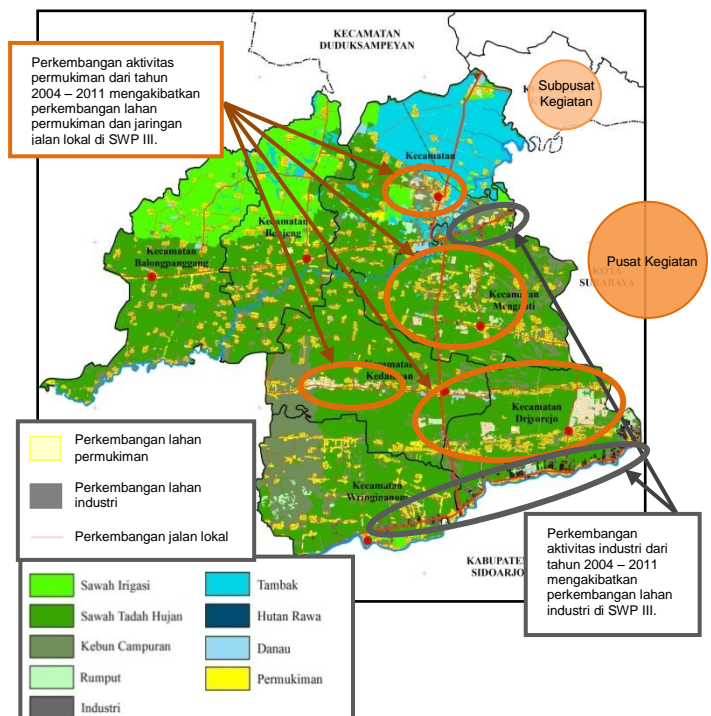 KECAMATAN
DUDUKSAMPEYAN
Perkembangan aktivitas
permukiman dari tahun
2004 – 2011 mengakibatkan
perkembangan lahan
permukiman dan jaringan
jalan lokal di SWP III.
Subpusat
Kegiatan
Kecamatan
Kecamatan
Benjeng
Kecamatan
Balongpanggang
Pusat Kegiatan
KOTA
SURABAYA
Kecamatan
Menganti
Kecamatan
Kedamean
Kecamatan
Driyorejo
Kecamatan
Wringinanom
Perkembangan lahan
permukiman
Perkembangan lahan
industri
Perkembangan jalan lokal
KABUPATEN
SIDOARJO
Perkembangan
aktivitas industri dari
tahun 2004 – 2011
mengakibatkan
perkembangan lahan
industri di SWP III.
Sawah Irigasi
Sawah Tadah Hujan
Kebun Campuran
Rumput
Industri
Tambak
Hutan Rawa
Danau
Permukiman